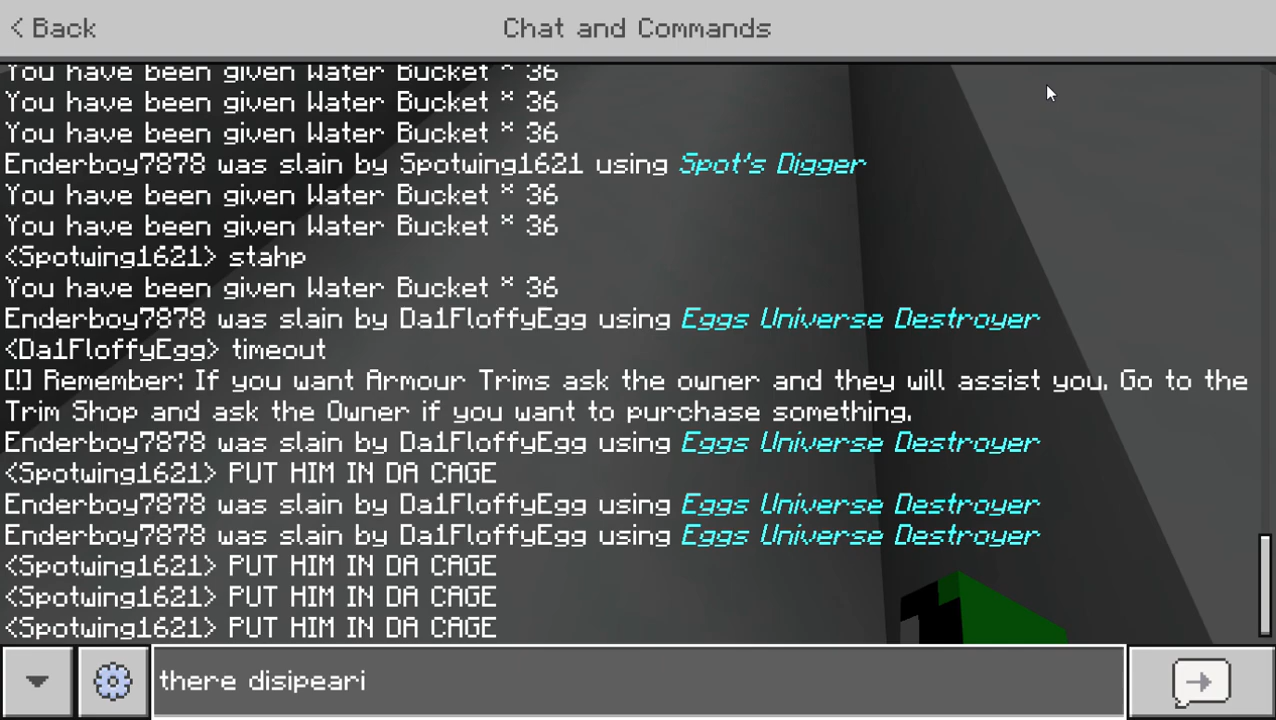 < Back
Chat and Commands
You have been given Water Bucket * 36
You have been given Water Bucket * 36
You have been given Water Bucket * 36
Enderboy7878 was slain by Spotwing1621 using Spot's Digger
You have been given Water Bucket * 36
You have been given Water Bucket * 36
<Spotwing1621> stahp
You have been given Water Bucket * 36
Enderboy7878 was slain by Da1FloffyEgg using Eggs Universe Destroyer
<Da1FloffyEgg> timeout
[!] Remember: If you want Armour Trims ask the owner and they will assist you. Go to the
Trim Shop and ask the Owner if you want to purchase something.
Enderboy7878 was slain by Da1FloffyEgg using Eggs Universe Destroyer
<Spotwing1621> PUT HIM IN DA CAGE
Enderboy7878 was slain by Da1FloffyEgg using Eggs Universe Destroyer
Enderboy7878 was slain by Da1FloffyEgg using Eggs Universe Destroyer
<Spotwing1621> PUT HIM IN DA CAGE
<Spotwing1621> PUT HIM IN DA CAGE
<Spotwing1621> PUT HIM IN DA CAGE
there disipeari